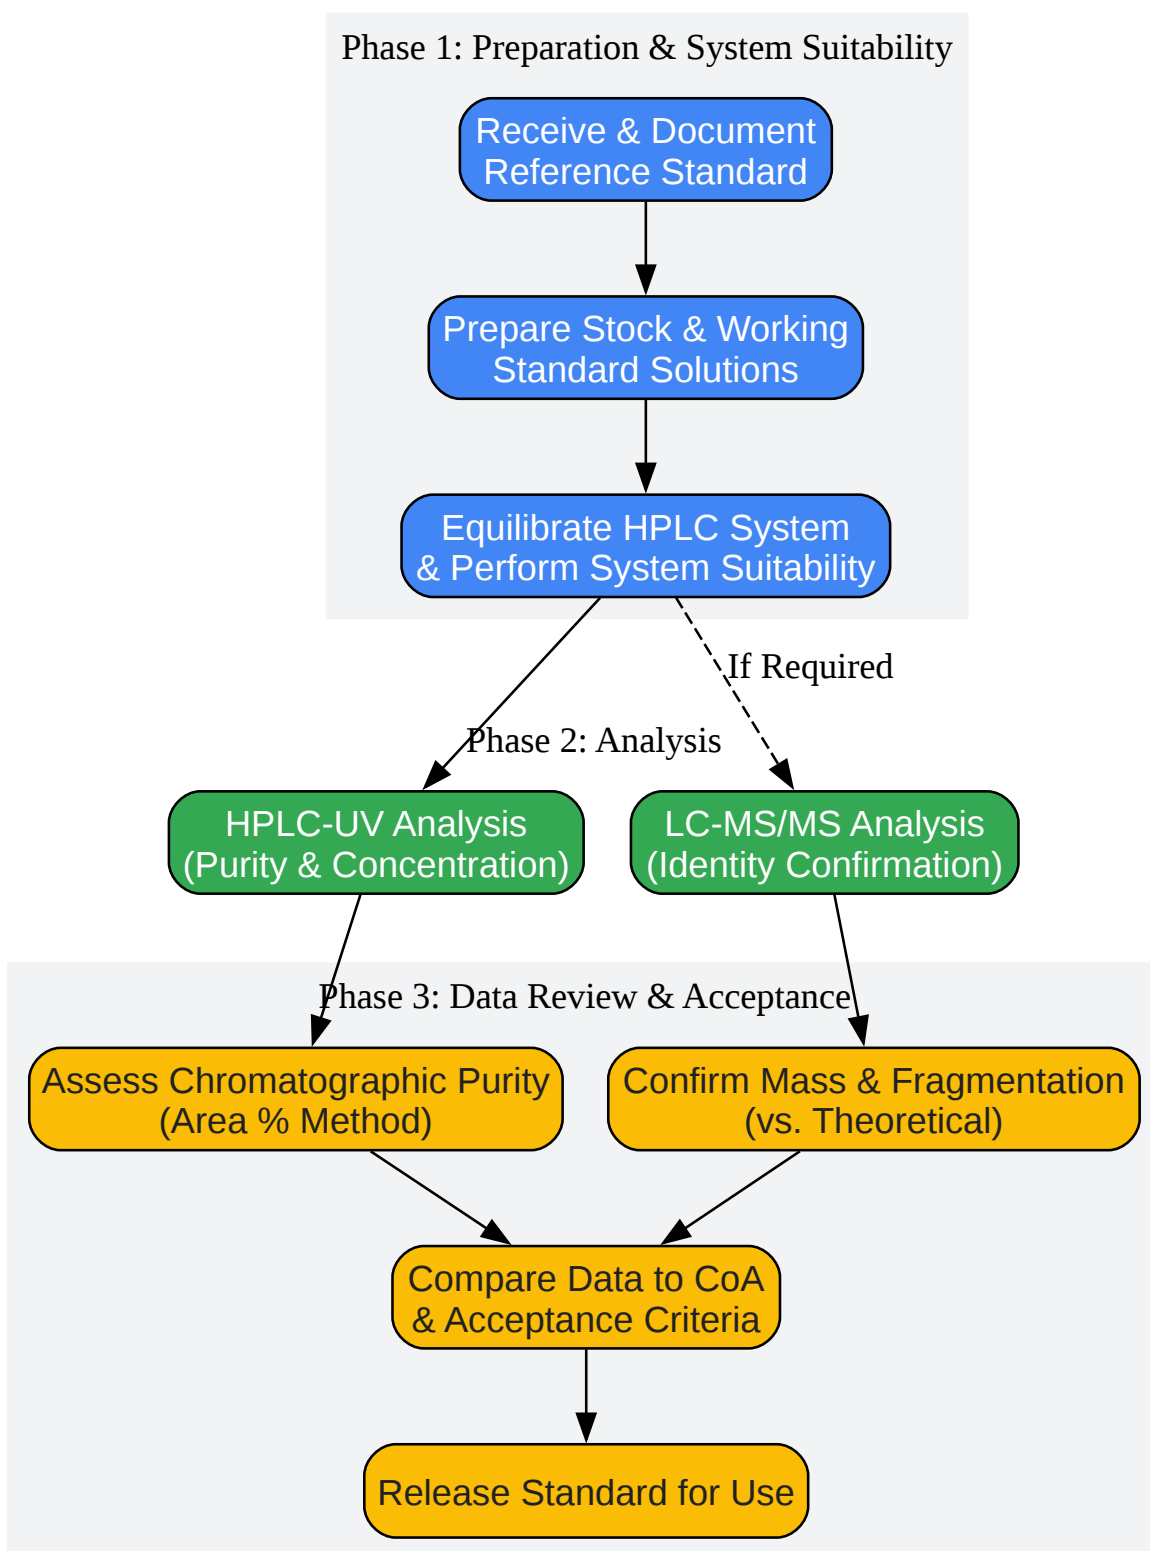 Phase 1: Preparation & System Suitability
Receive & Document
Reference Standard
Prepare Stock & Working
Standard Solutions
Equilibrate HPLC System
& Perform System Suitability
If Required
Phase 2: Analysis
HPLC-UV Analysis
(Purity & Concentration)
LC-MS/MS Analysis
(Identity Confirmation)
Phase 3: Data Review & Acceptance
Assess Chromatographic Purity
(Area % Method)
Confirm Mass & Fragmentation
(vs. Theoretical)
Compare Data to CoA
& Acceptance Criteria
Release Standard for Use